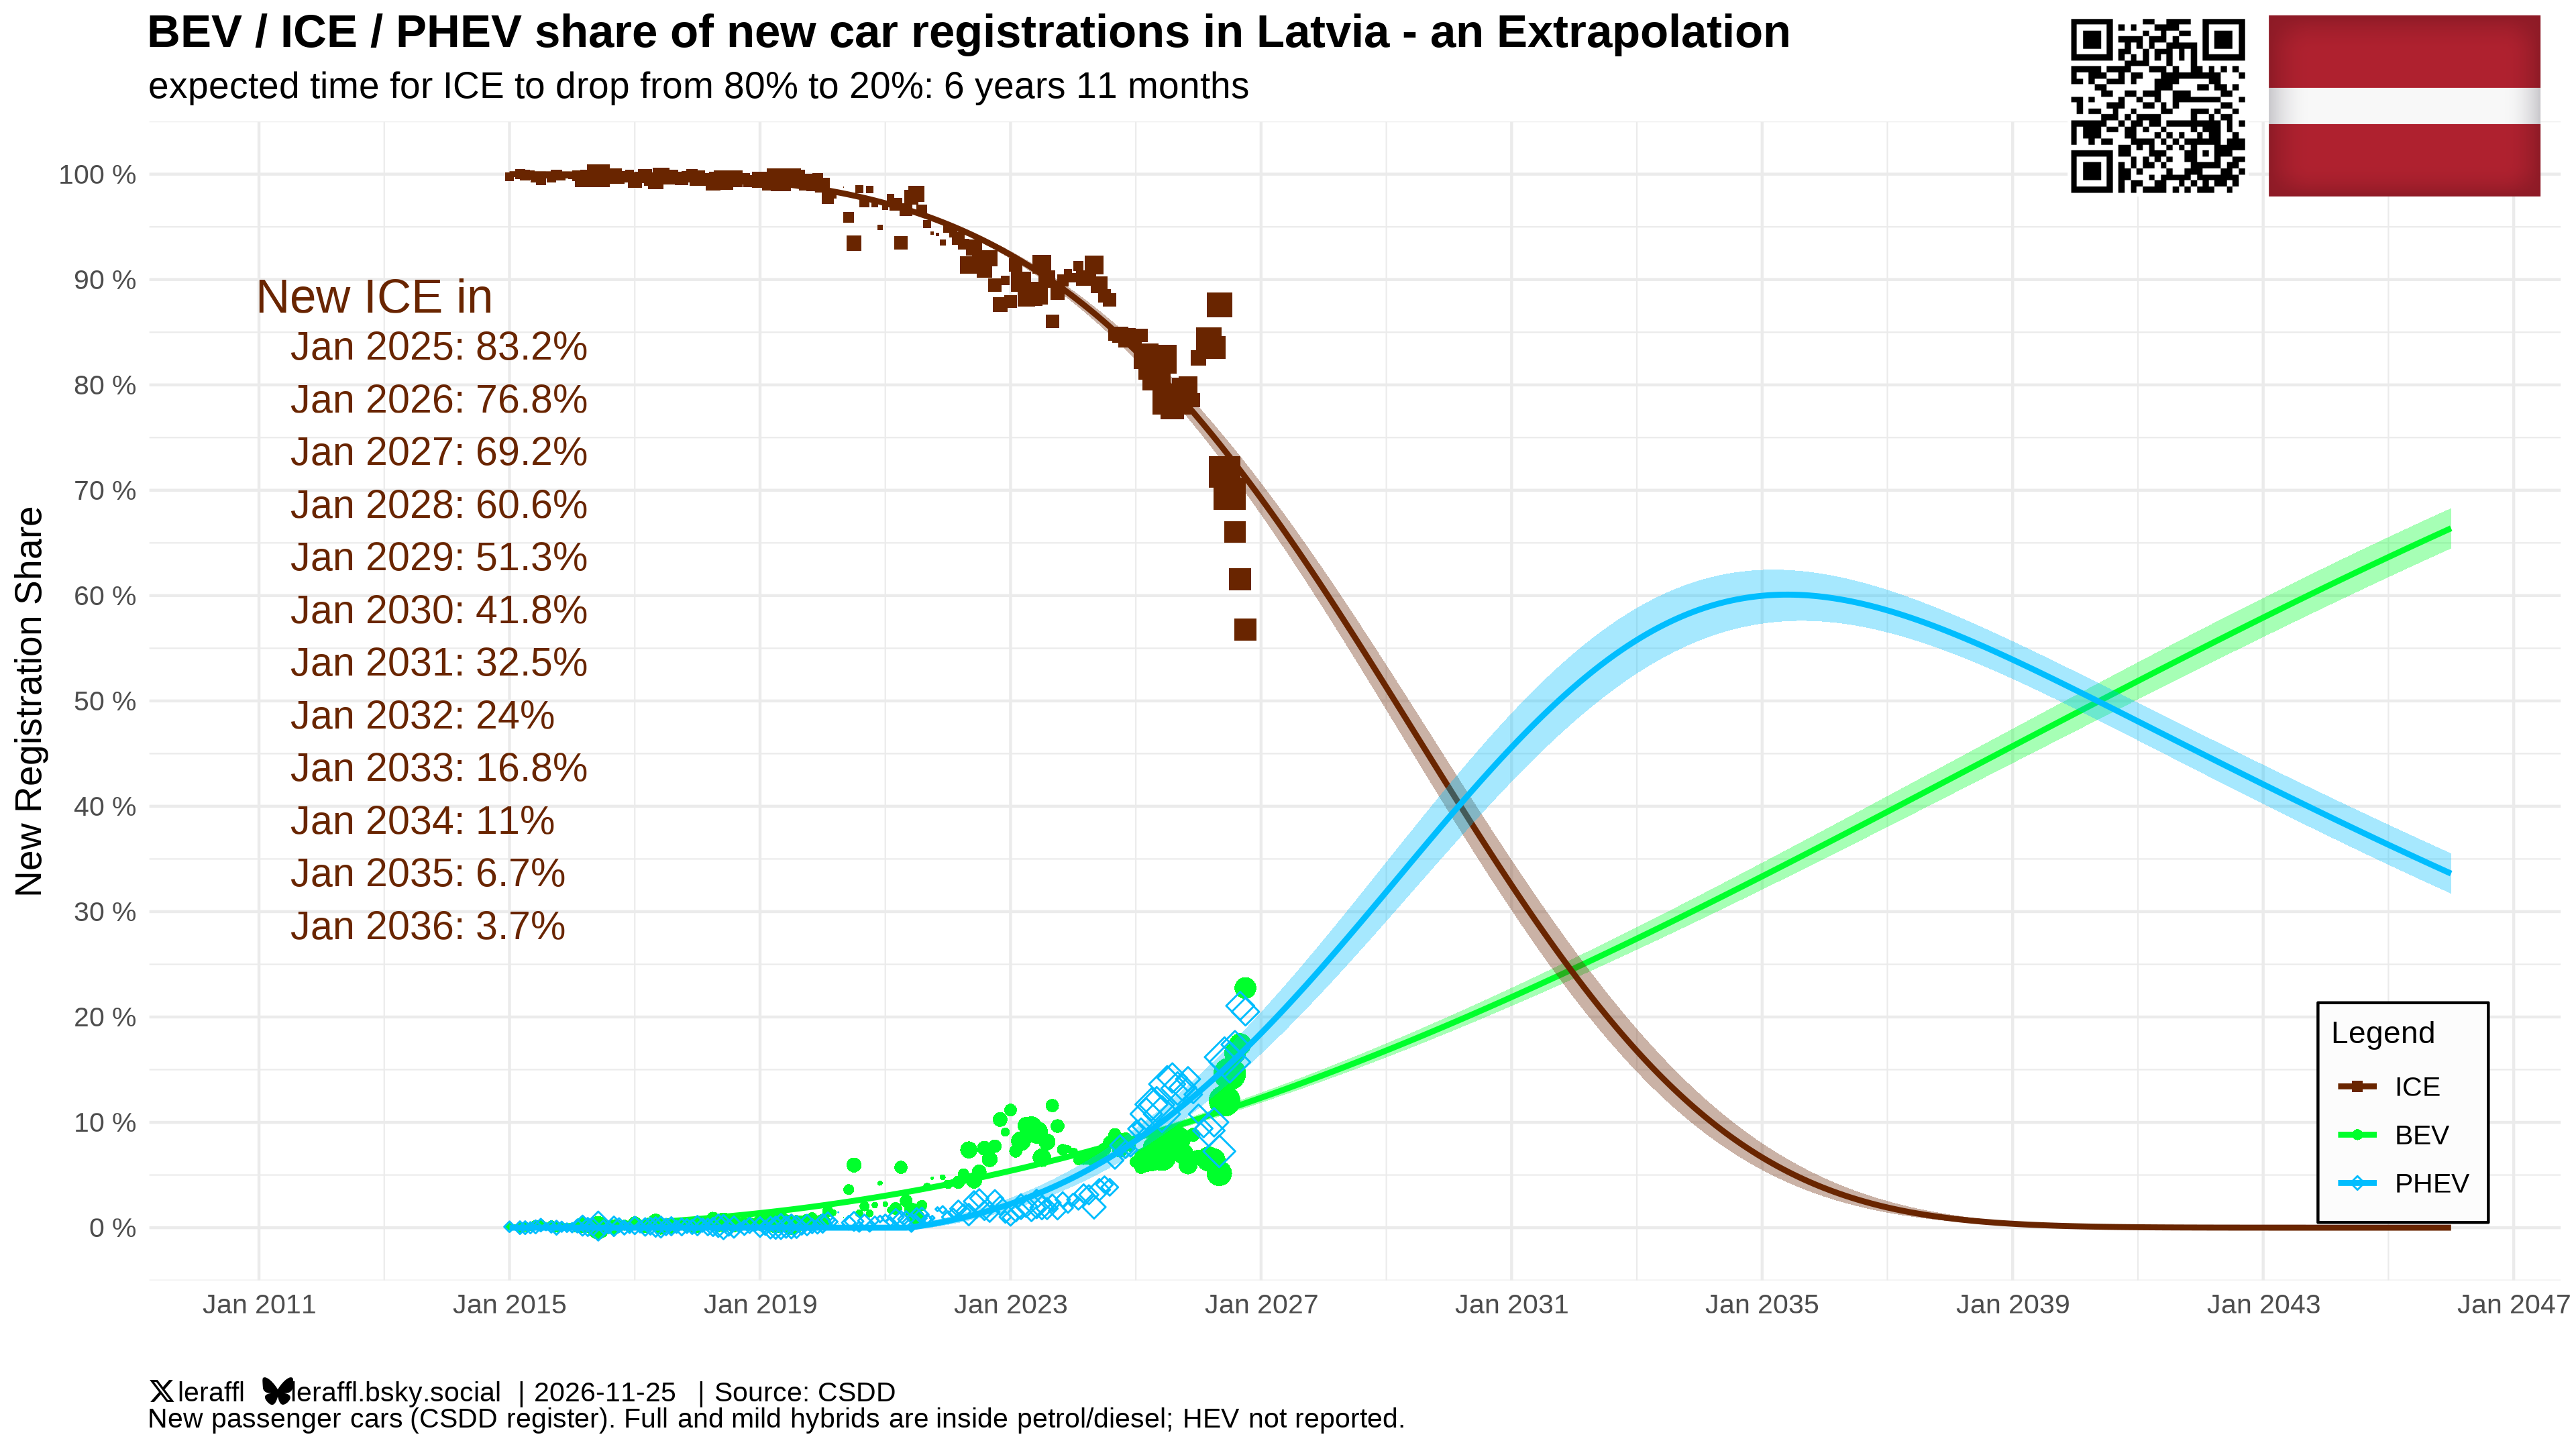 BEV / ICE / PHEV share of new car registrations in Latvia - an Extrapolation
expected time for ICE to drop from 80% to 20%: 6 years 11 months
New Registration Share
100 %
90 %
80 %
70 %
60 %
50 %
40 %
30 %
20 %
10 %
0 %
New ICE in
Jan 2025: 83.2%
Jan 2026: 76.8%
Jan 2027: 69.2%
Jan 2028: 60.6%
Jan 2029: 51.3%
Jan 2030: 41.8%
Jan 2031: 32.5%
Jan 2032: 24%
Jan 2033: 16.8%
Jan 2034: 11%
Jan 2035: 6.7%
Jan 2036: 3.7%
Legend
ICE
BEV
PHEV
Jan 2011 Jan 2015 Jan 2019 Jan 2023 Jan 2027 Jan 2031 Jan 2035 Jan 2039 Jan 2043 Jan 2047
leraffl leraffl.bsky.social | 2026-11-25 | Source: CSDD
New passenger cars (CSDD register). Full and mild hybrids are inside petrol/diesel; HEV not reported.